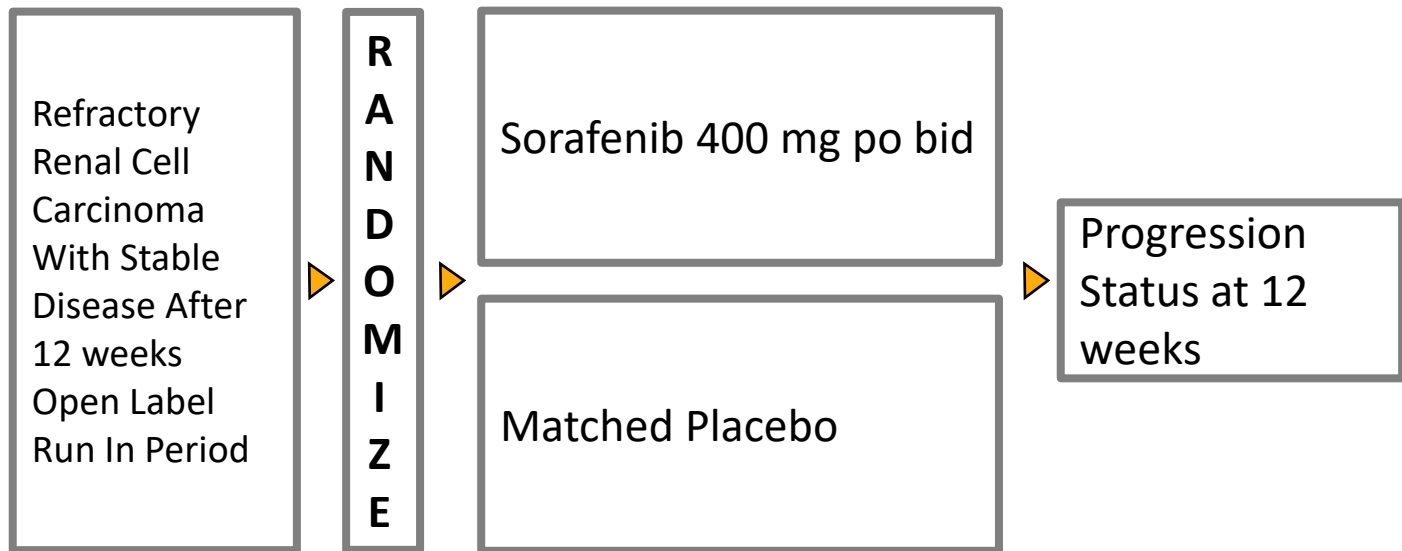 Refractory
Renal Cell
Carcinoma
With Stable
Disease After
12 weeks
Open Label
Run In Period
R
A
N
D
O
M
I
Z
E
Sorafenib 400 mg po bid
Matched Placebo
Progression
Status at 12
weeks